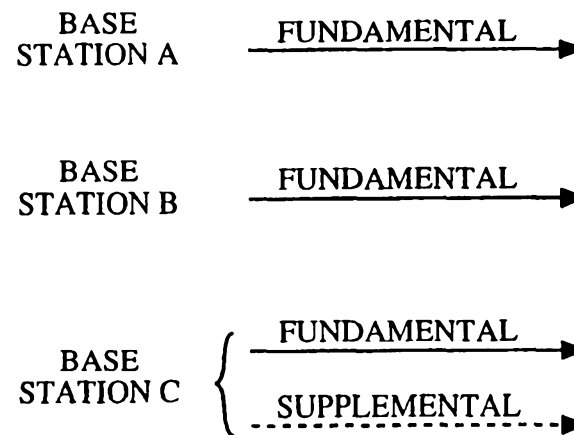 BASE
STATION A
FUNDAMENTAL
BASE
STATION B
FUNDAMENTAL
BASE
STATION C
FUNDAMENTAL
SUPPLEMENTAL